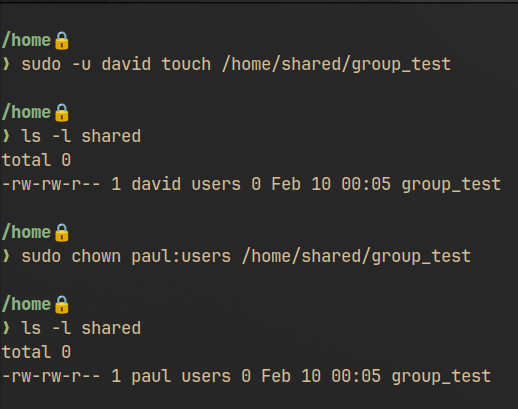 /home🔒
❯ sudo -u david touch /home/shared/group_test
/home🔒
❯ ls -l shared
total 0
-rw-rw-r-- 1 david users 0 Feb 10 00:05 group_test
/home🔒
❯ sudo chown paul:users /home/shared/group_test
/home🔒
❯ ls -l shared
total 0
-rw-rw-r-- 1 paul users 0 Feb 10 00:05 group_test